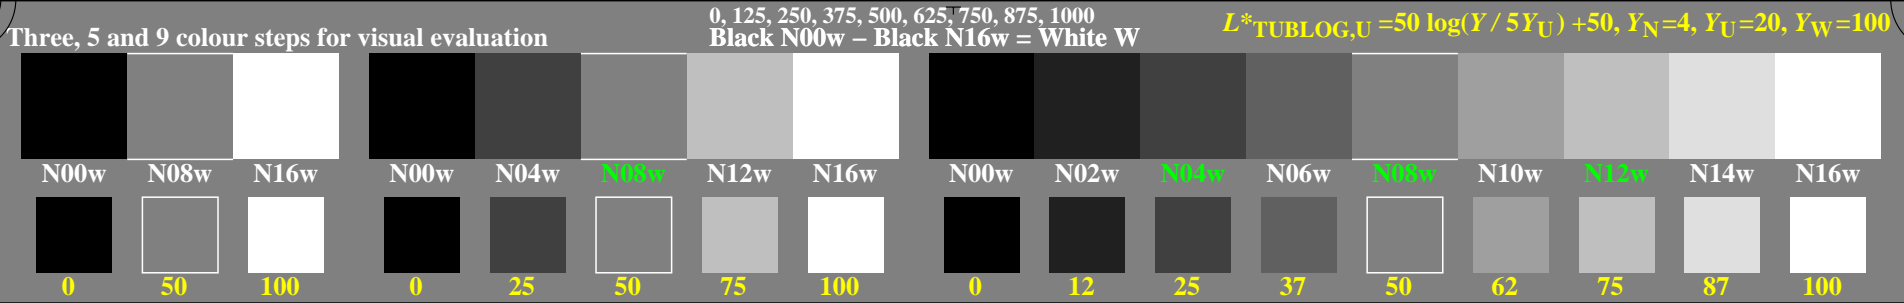 0, 125, 250, 375, 500, 625, 750, 875, 1000
Three, 5 and 9 colour steps for visual evaluation
Black N00w – Black N16w = White W
L*TUBLOG,U =50 log(Y / 5YU) +50, YN=4, YU=20, YW=100
N00w N08w N16w N00w N04w N08w N12w N16w N00w N02w N04w N06w N08w N10w N12w N14w N16w
0 50 100 0 25 50 75 100 0 12 25 37 50 62 75 87 100